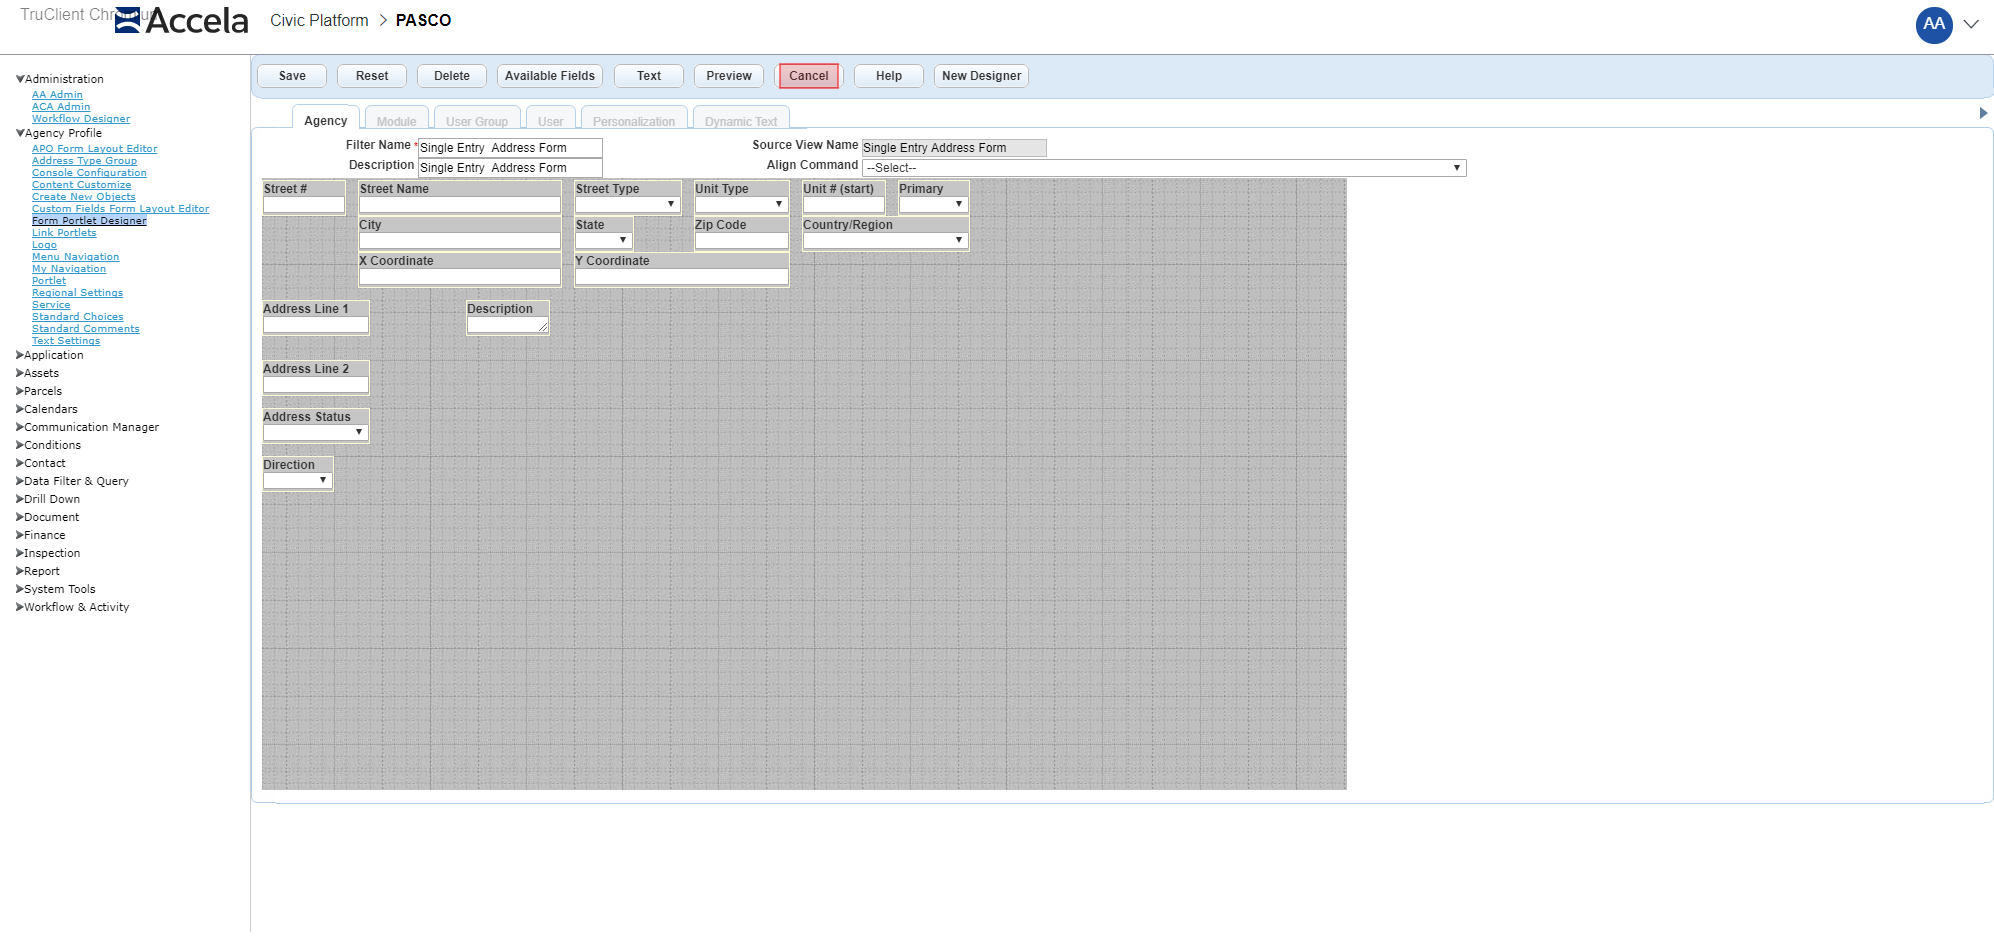 TruClient Chromium
Accela
Civic Platform > PASCO
AA
Administration
AA Admin
ACA Admin
Workflow Designer
Agency Profile
APO Form Layout Editor
Address Type Group
Console Configuration
Content Customize
Create New Objects
Custom Fields Form Layout Editor
Form Portlet Designer
Link Portlets
Logo
Menu Navigation
My Navigation
Portlet
Regional Settings
Service
Standard Choices
Standard Comments
Text Settings
Application
Assets
Parcels
Calendars
Communication Manager
Conditions
Contact
Data Filter & Query
Drill Down
Document
Finance
Inspection
Report
System Tools
Workflow & Activity
Save Reset Delete Available Fields Text Preview Cancel Help New Designer
Agency Module User Group User Personalization Dynamic Text
Filter Name * Single Entry  Address Form Source View Name Single Entry Address Form
Description Single Entry  Address Form Align Command --Select--
Street # Street Name Street Type Unit Type Unit # (start) Primary
City State Zip Code Country/Region
X Coordinate Y Coordinate
Address Line 1 Description
Address Line 2
Address Status
Direction